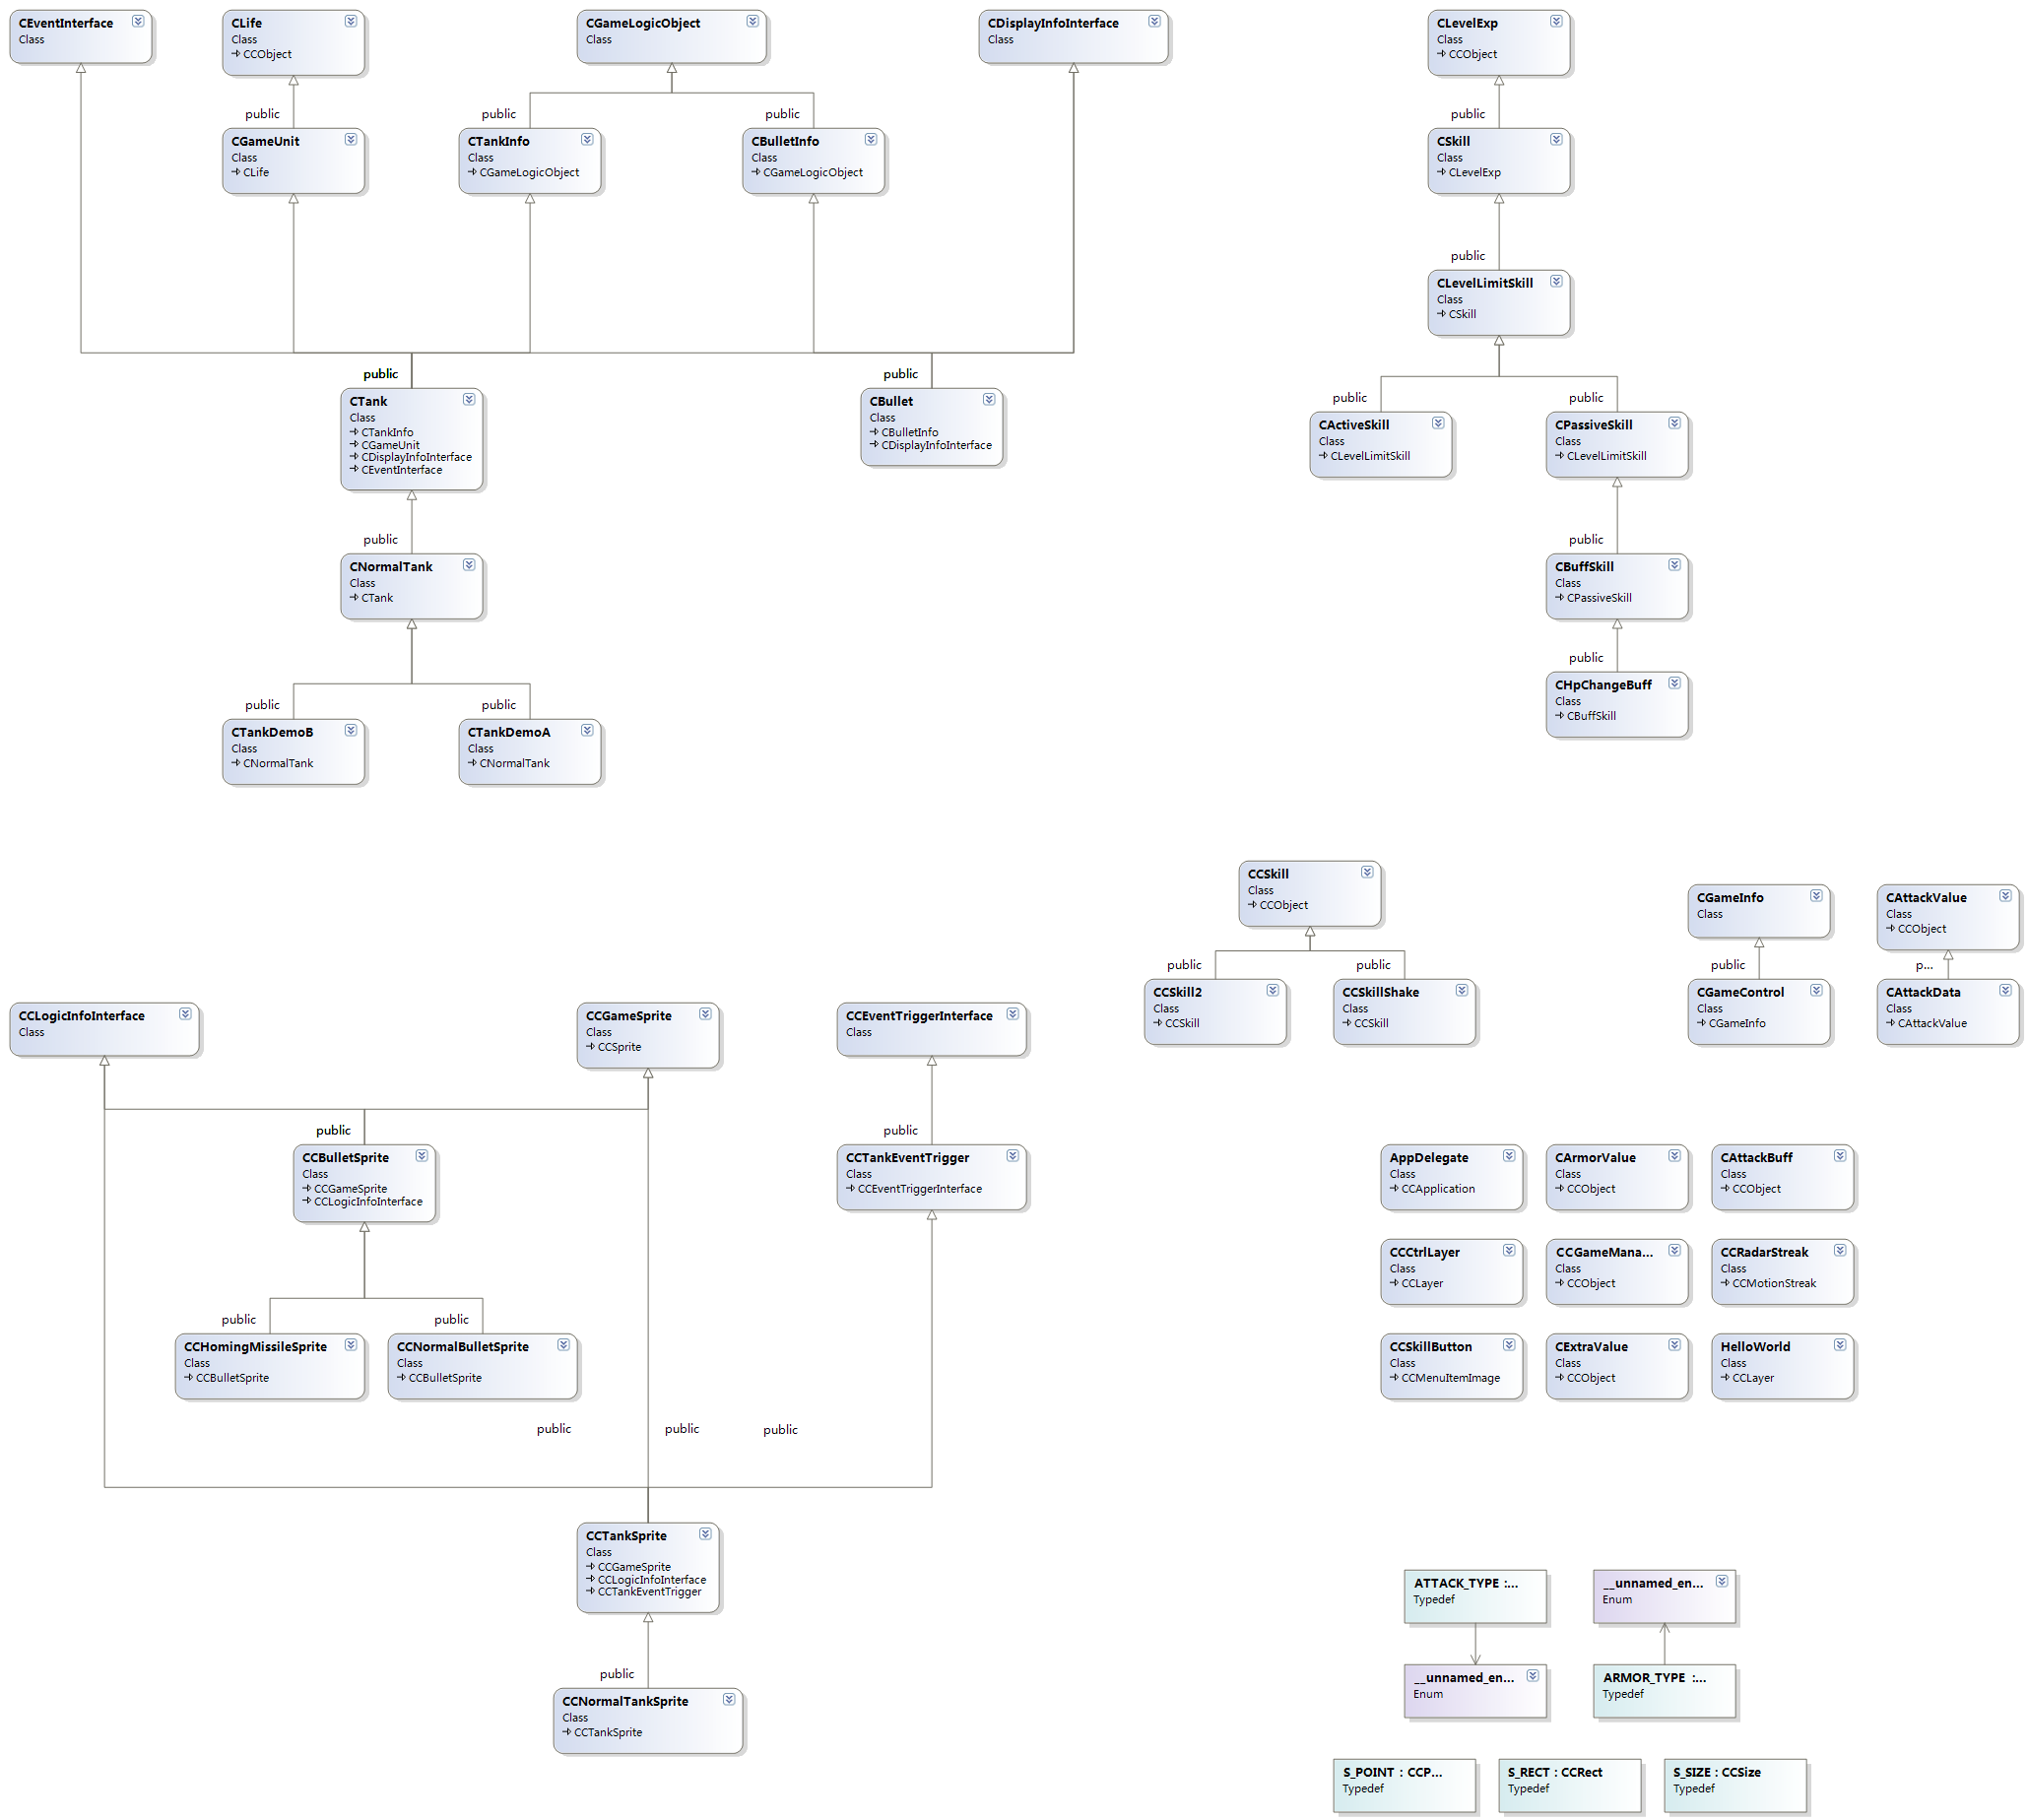 CEventInterface
Class
CLife
Class
CCObject
CGameLogicObject
Class
CDisplayInfoInterface
Class
CLevelExp
Class
CCObject
public
public
public
public
CGameUnit
Class
CLife
CTankInfo
Class
CGameLogicObject
CBulletInfo
Class
CGameLogicObject
CSkill
Class
CLevelExp
public
CLevelLimitSkill
Class
CSkill
public
public
CTank
Class
CTankInfo
CGameUnit
CDisplayInfoInterface
CEventInterface
CBullet
Class
CBulletInfo
CDisplayInfoInterface
public
public
CActiveSkill
Class
CLevelLimitSkill
CPassiveSkill
Class
CLevelLimitSkill
public
public
CNormalTank
Class
CTank
CBuffSkill
Class
CPassiveSkill
public
CHpChangeBuff
Class
CBuffSkill
public
public
CTankDemoB
Class
CNormalTank
CTankDemoA
Class
CNormalTank
CCSkill
Class
CCObject
CGameInfo
Class
CAttackValue
Class
CCObject
public
public
public
p...
CCSkill2
Class
CCSkill
CCSkillShake
Class
CCSkill
CGameControl
Class
CGameInfo
CAttackData
Class
CAttackValue
CCLogicInfoInterface
Class
CCGameSprite
Class
CCSprite
CCEventTriggerInterface
Class
public
public
CCBulletSprite
Class
CCGameSprite
CCLogicInfoInterface
CCTankEventTrigger
Class
CCEventTriggerInterface
AppDelegate
Class
CCApplication
CArmorValue
Class
CCObject
CAttackBuff
Class
CCObject
CCCtrlLayer
Class
CCLayer
CCGameMana...
Class
CCObject
CCRadarStreak
Class
CCMotionStreak
public
public
CCHomingMissileSprite
Class
CCBulletSprite
CCNormalBulletSprite
Class
CCBulletSprite
CCSkillButton
Class
CCMenuItemImage
CExtraValue
Class
CCObject
HelloWorld
Class
CCLayer
public
public
public
CCTankSprite
Class
CCGameSprite
CCLogicInfoInterface
CCTankEventTrigger
ATTACK_TYPE :...
Typedef
__unnamed_en...
Enum
public
CCNormalTankSprite
Class
CCTankSprite
__unnamed_en...
Enum
ARMOR_TYPE :...
Typedef
S_POINT : CCP...
Typedef
S_RECT : CCRect
Typedef
S_SIZE : CCSize
Typedef